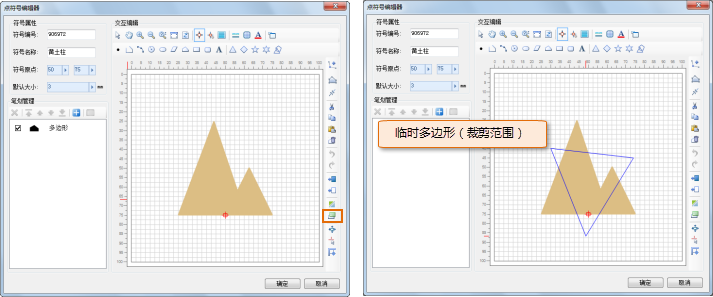 点符号编辑器
符号属性
符号编号:
906972
符号名称:
黄土柱
符号原点:
50
75
默认大小:
3
mm
笔划管理
多边形
交互编辑
确定
取消
点符号编辑器
符号属性
符号编号:
906972
符号名称:
黄土柱
符号原点:
50
75
默认大小:
3
mm
笔划管理
交互编辑
临时多边形（裁剪范围）
确定
取消